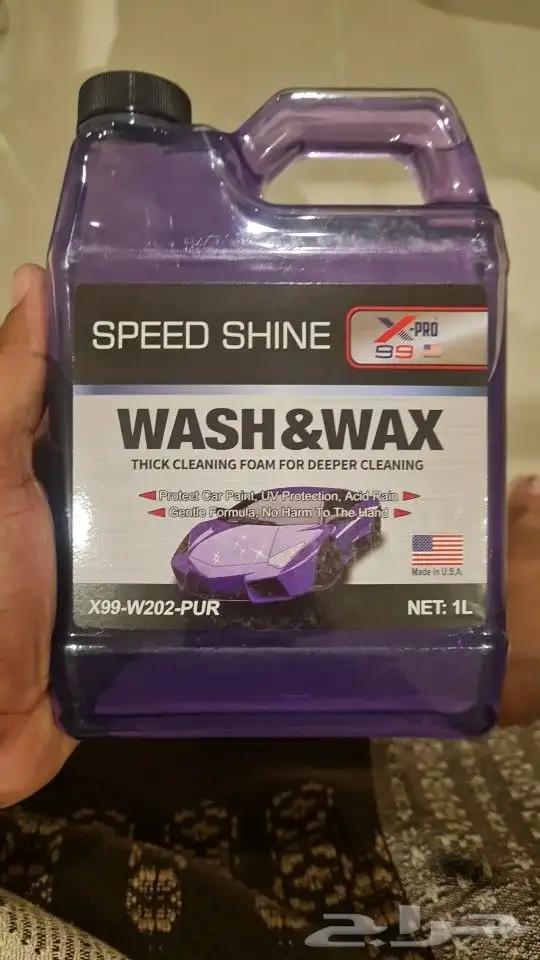 SPEED SHINE
X-PRO
99
WASH&WAX
THICK CLEANING FOAM FOR DEEPER CLEANING
Protect Car Paint, UV Protection, Acid Rain
Gentle Formula, No Harm To The Hand
Made in U.S.A.
X99-W202-PUR
NET: 1L
حراج